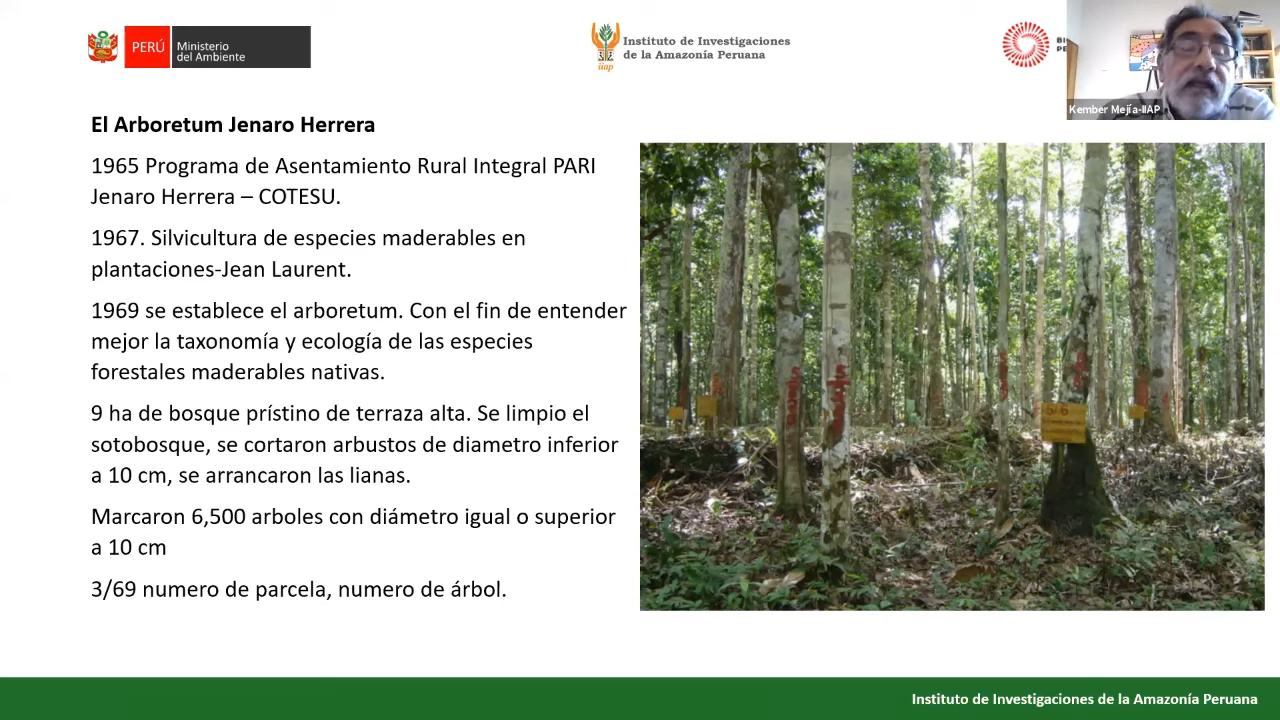 PERÚ
Ministerio
del Ambiente
iiap
Instituto de Investigaciones
de la Amazonía Peruana
Kember Mejía-IIAP
El Arboretum Jenaro Herrera
1965 Programa de Asentamiento Rural Integral PARI
Jenaro Herrera – COTESU.
1967. Silvicultura de especies maderables en
plantaciones-Jean Laurent.
1969 se establece el arboretum. Con el fin de entender
mejor la taxonomía y ecología de las especies
forestales maderables nativas.
9 ha de bosque prístino de terraza alta. Se limpio el
sotobosque, se cortaron arbustos de diametro inferior
a 10 cm, se arrancaron las lianas.
Marcaron 6,500 arboles con diámetro igual o superior
a 10 cm
3/69 numero de parcela, numero de árbol.
Instituto de Investigaciones de la Amazonía Peruana